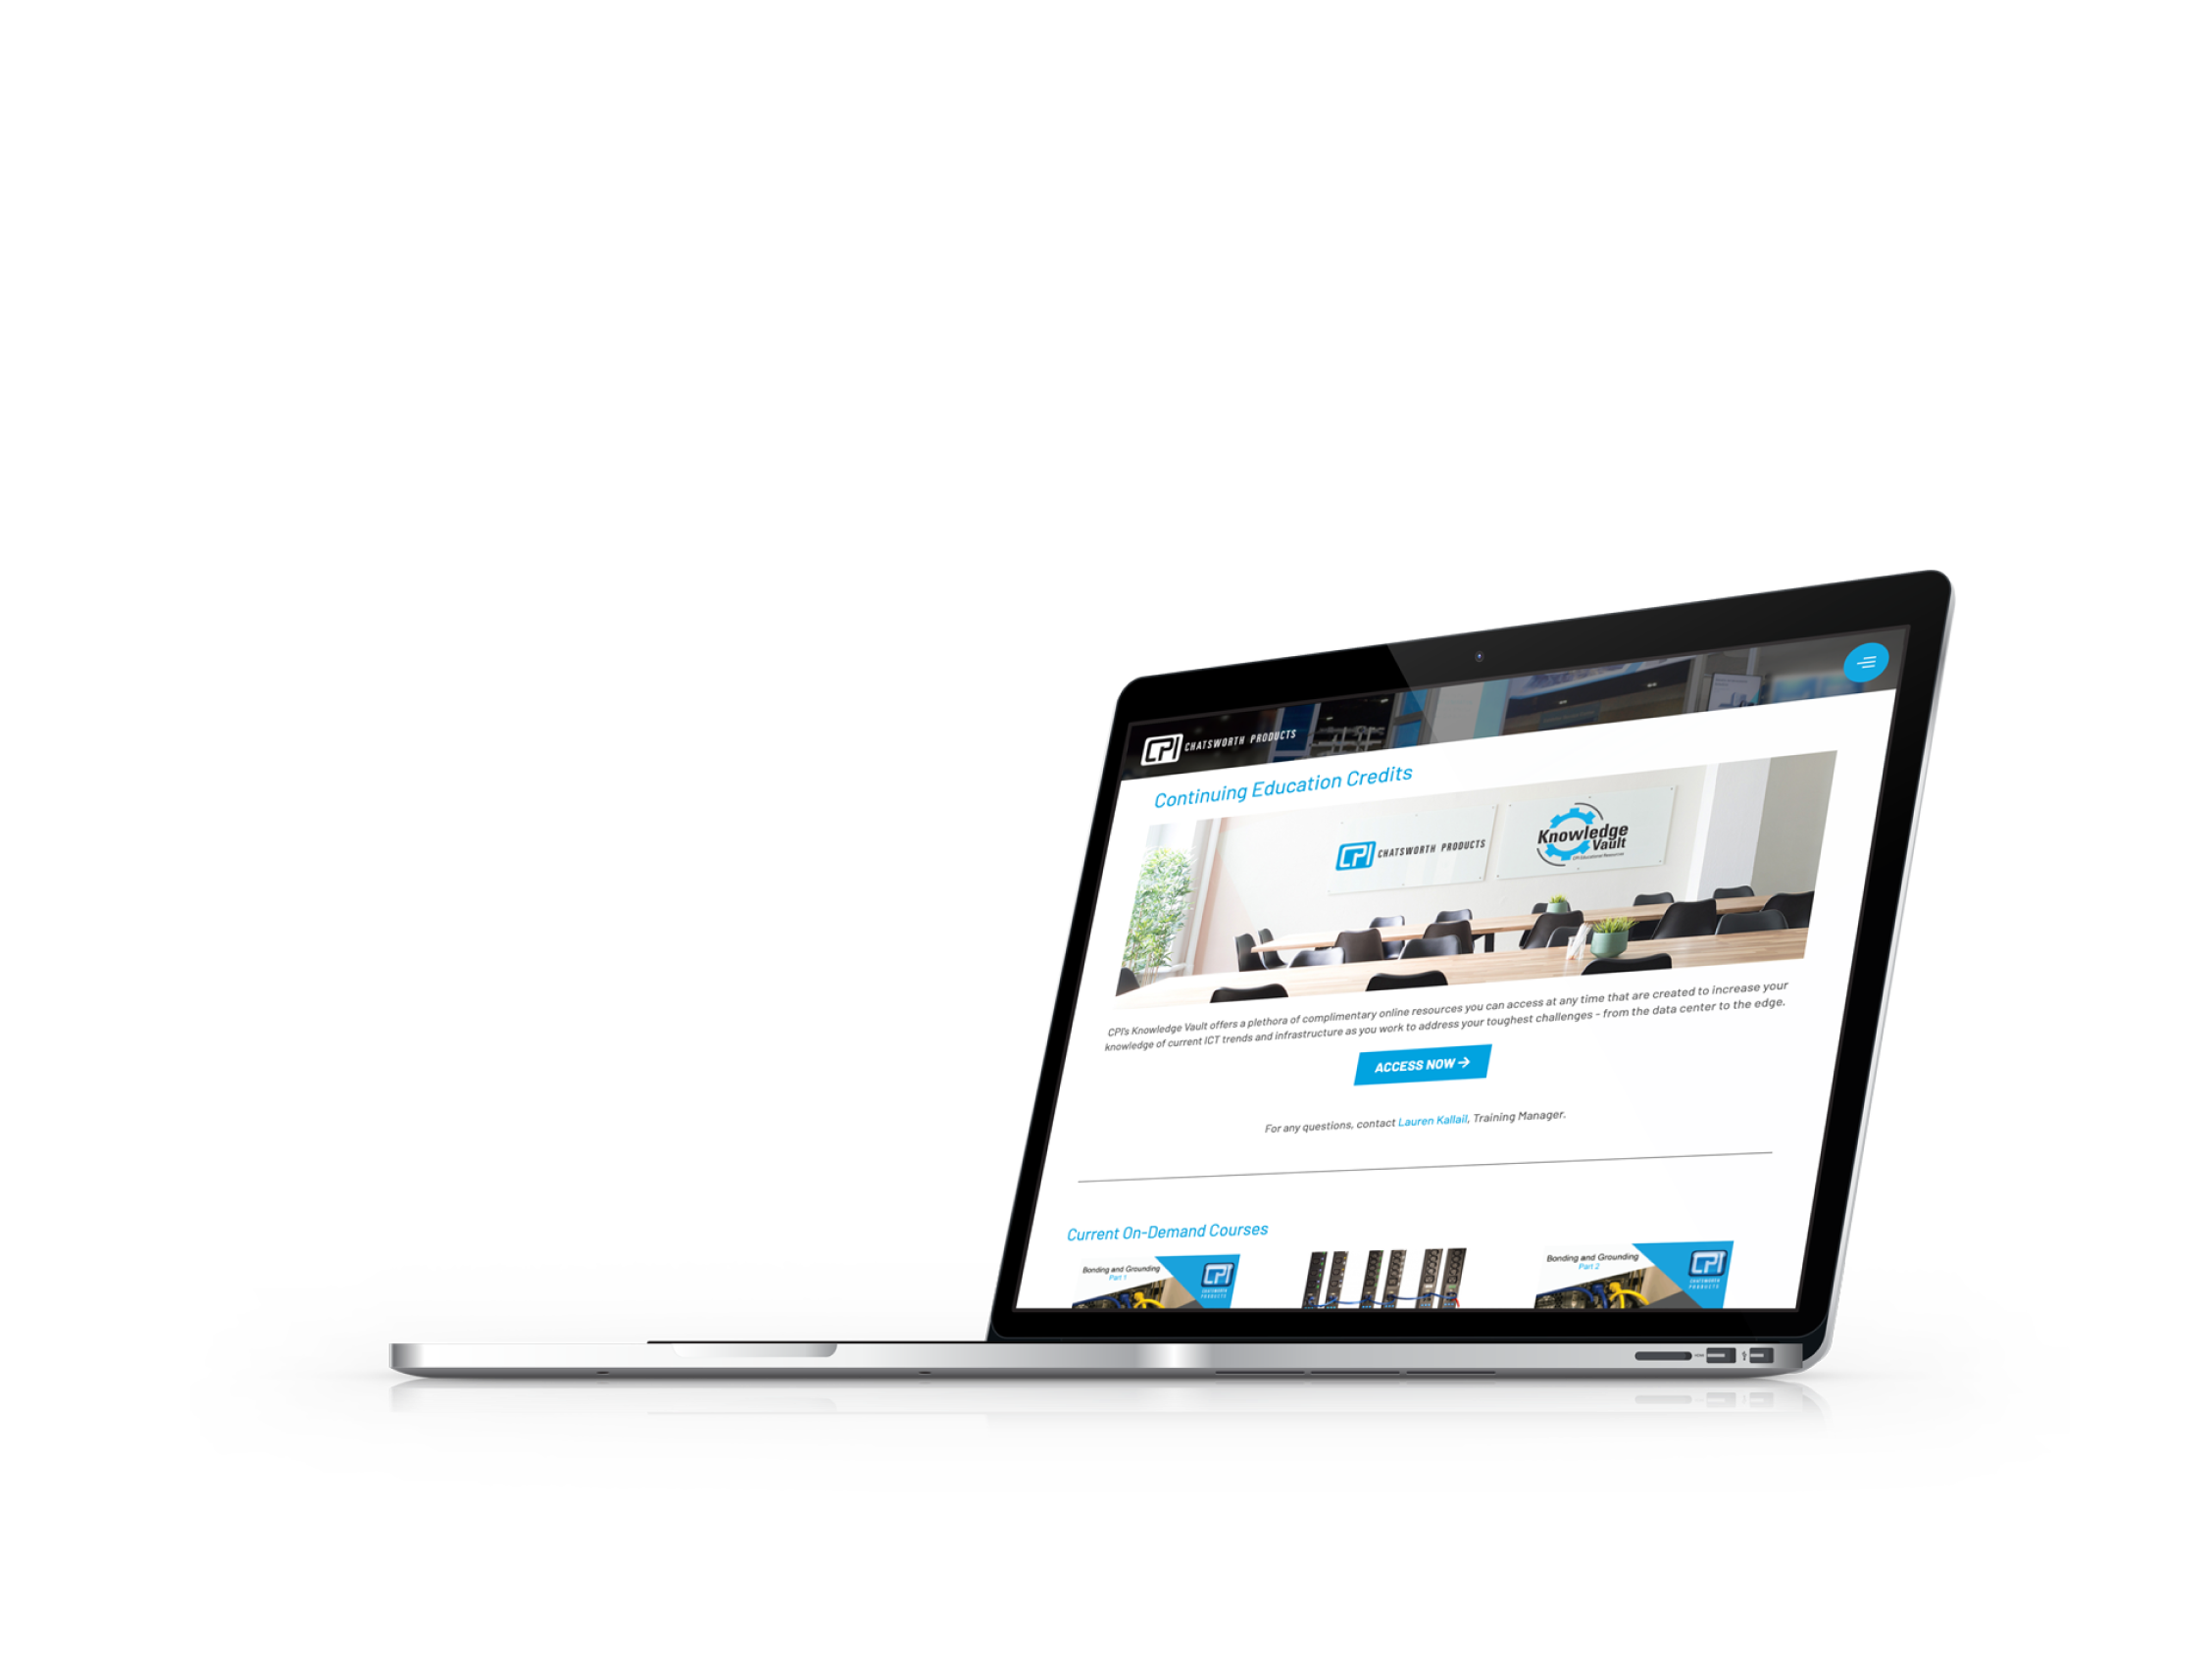 CPI CHATSWORTH PRODUCTS
Continuing Education Credits
CPI CHATSWORTH PRODUCTS
Knowledge
Vault
CPI Educational Resources
CPI's Knowledge Vault offers a plethora of complimentary online resources you can access at any time that are created to increase your
knowledge of current ICT trends and infrastructure as you work to address your toughest challenges - from the data center to the edge.
ACCESS NOW
For any questions, contact Lauren Kallail, Training Manager.
Current On-Demand Courses
Bonding and Grounding
Part 1
CPI
CHATSWORTH
PRODUCTS
Bonding and Grounding
Part 2
CPI
CHATSWORTH
PRODUCTS